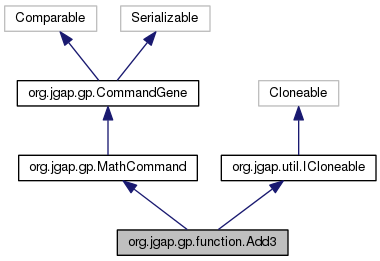 Comparable
Serializable
org.jgap.gp.CommandGene
Cloneable
org.jgap.gp.MathCommand
org.jgap.util.ICloneable
org.jgap.gp.function.Add3